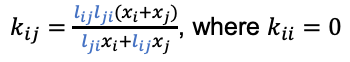 k_{ij} = \frac{l_{ij}l_{ji}(x_i+x_j)}{l_{ji}x_i+l_{ij}x_j}, where k_{ii} = 0